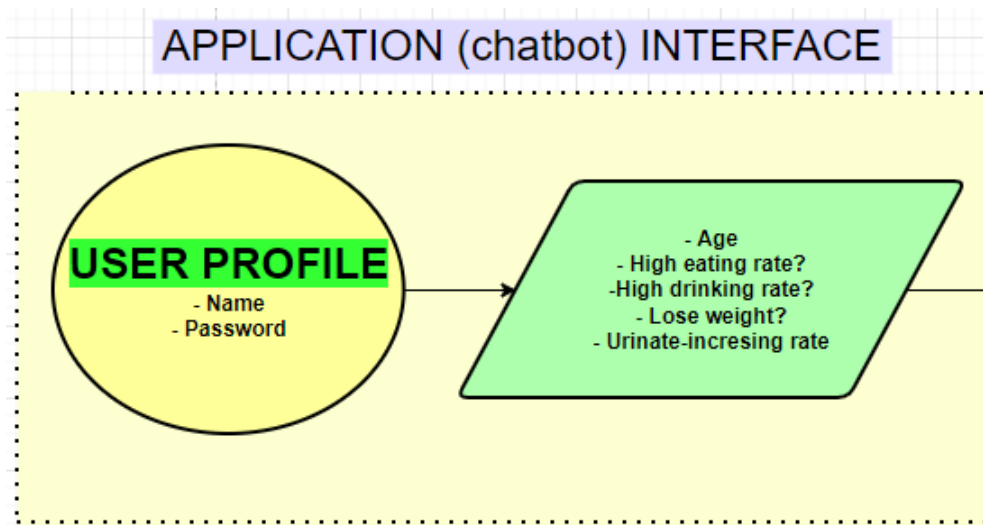 APPLICATION (chatbot) INTERFACE
USER PROFILE
- Name
- Password
- Age
- High eating rate?
-High drinking rate?
- Lose weight?
- Urinate-incresing rate